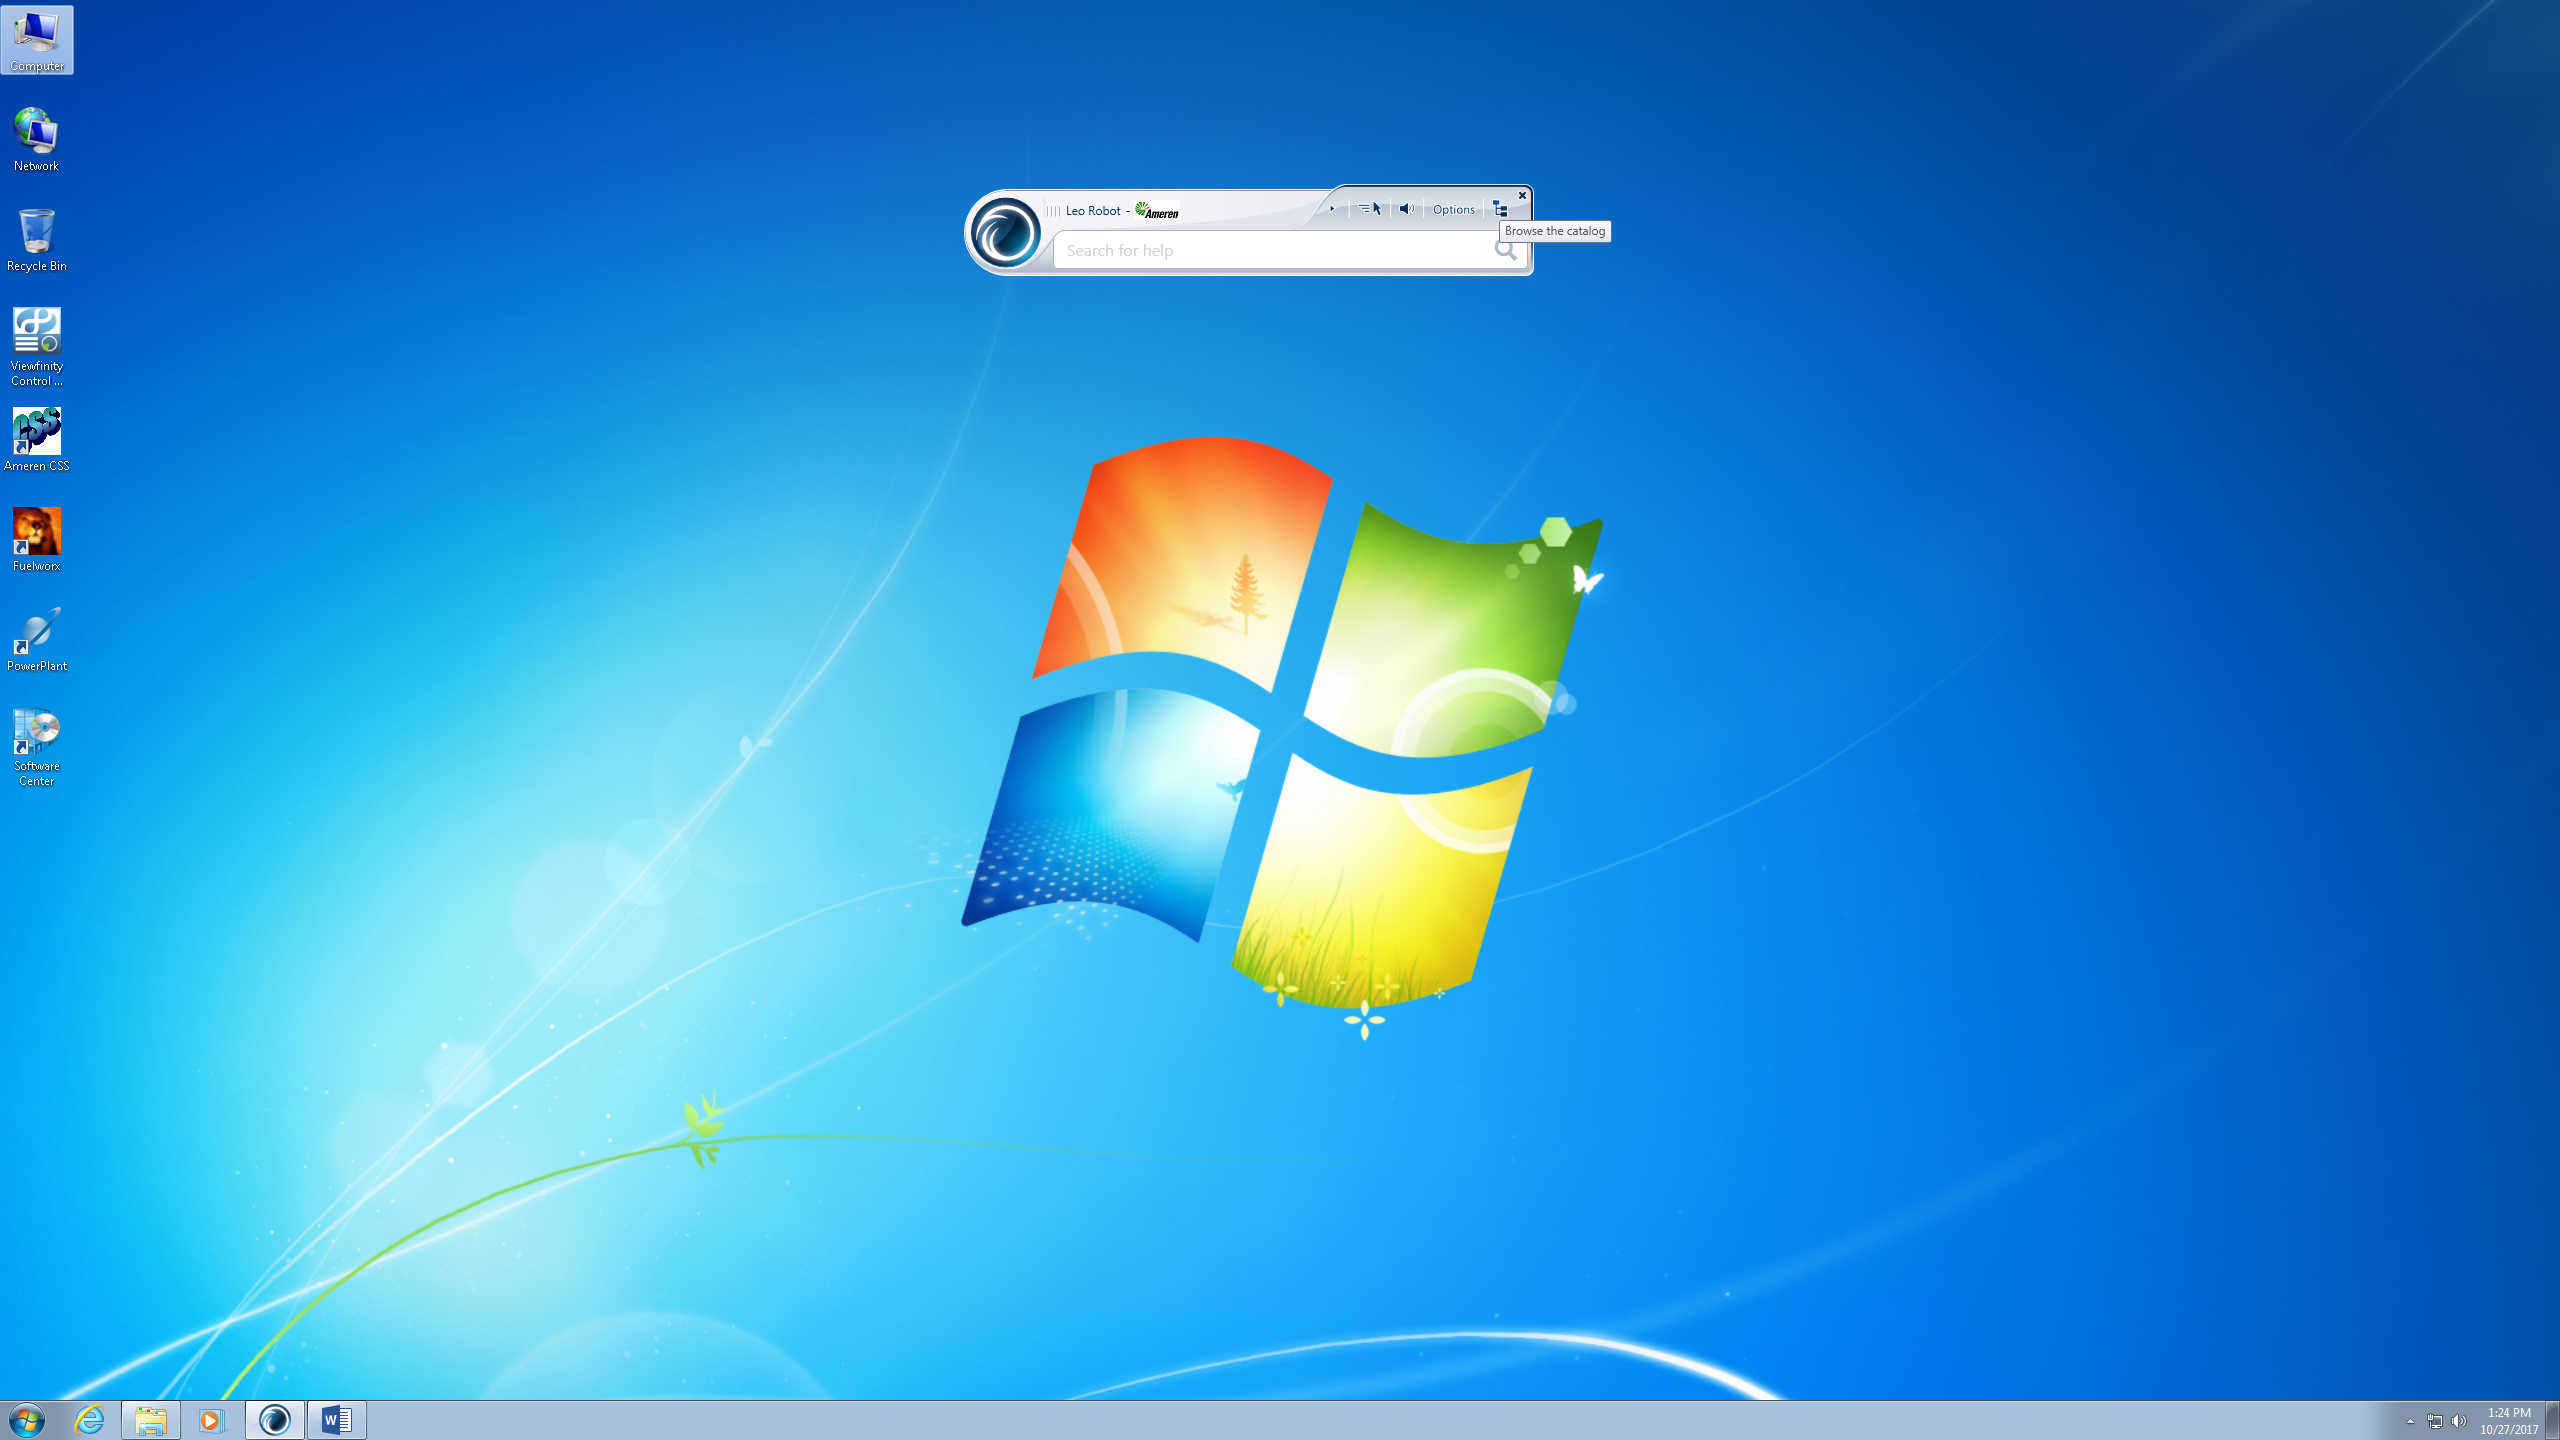 Computer
Network
Recycle Bin
Viewfinity
Control ...
CSS
Ameren CSS
Fuelworx
PowerPlant
Software
Center
Leo Robot - Ameren
Options
Browse the catalog
Search for help
W
1:24 PM
10/27/2017